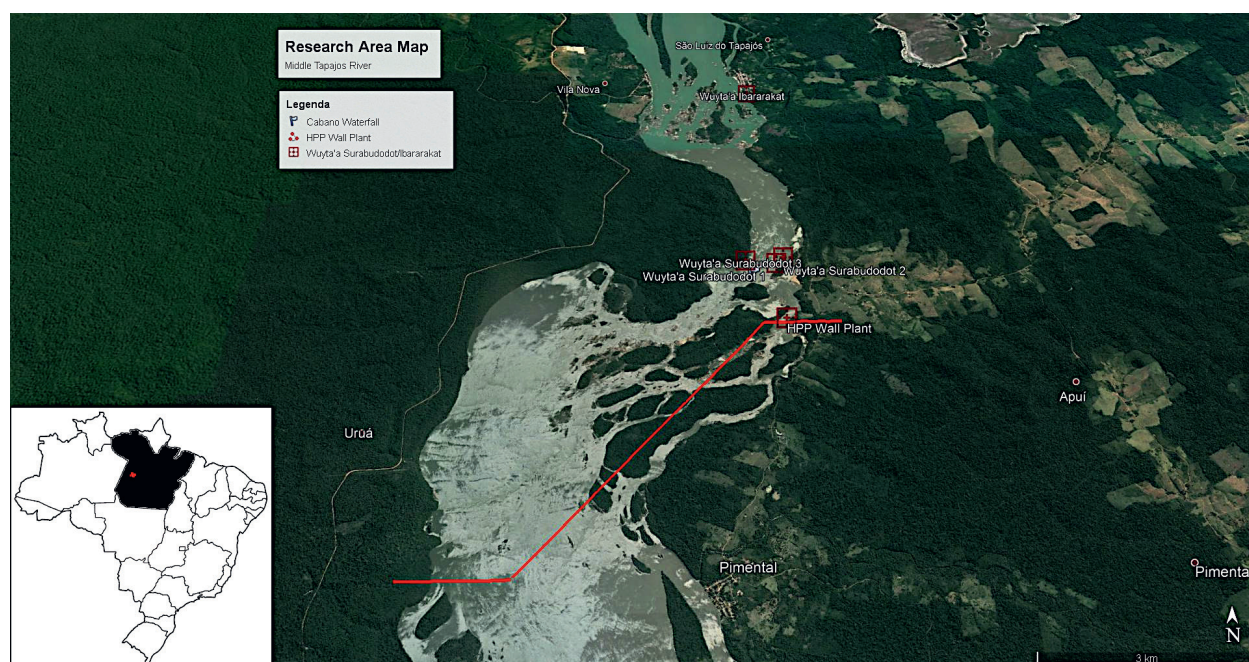 Research Area Map
Middle Tapajos River
Legenda
Cabano Waterfall
HPP Wall Plant
Wuyta'a Surabudodot/Ibararakat
São Luiz do Tapajós
Vila Nova
Wuyta'a Ibararakat
Wuyta'a Surabudodot 3
Wuyta'a Surabudodot 1
Wuyta'a Surabudodot 2
HPP Wall Plant
Apuí
Uruá
Pimental
Pimenta
N
3 km